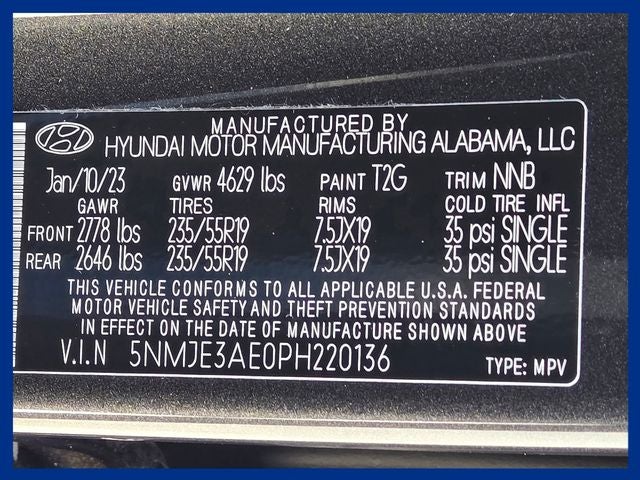 MANUFACTURED BY
HYUNDAI MOTOR MANUFACTURING ALABAMA, LLC
Jan/10/23 GVWR 4629 lbs PAINT T2G TRIM NNB
GAWR TIRES RIMS COLD TIRE INFL
FRONT 2778 lbs 235/55R19 7.5JX19 35 psi SINGLE
REAR 2646 lbs 235/55R19 7.5JX19 35 psi SINGLE
THIS VEHICLE CONFORMS TO ALL APPLICABLE U.S.A. FEDERAL
MOTOR VEHICLE SAFETY AND THEFT PREVENTION STANDARDS
IN EFFECT ON THE DATE OF MANUFACTURE SHOWN ABOVE
V.I.N 5NMJE3AE0PH220136 TYPE: MPV